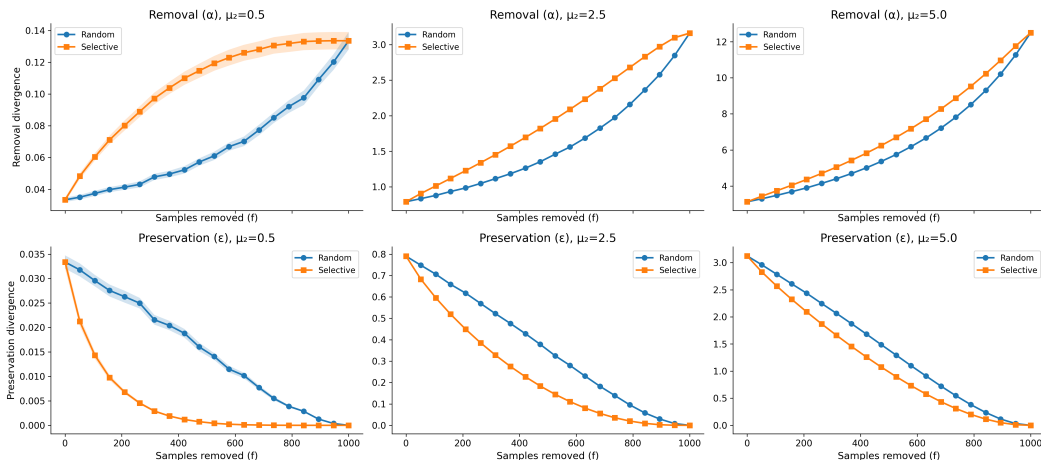 Removal (α), μ₂=0.5
Removal divergence
0.14
0.12
0.10
0.08
0.06
0.04
Random
Selective
Samples removed (f)
Removal (α), μ₂=2.5
3.0
2.5
2.0
1.5
1.0
Random
Selective
Samples removed (f)
Removal (α), μ₂=5.0
12
10
8
6
4
Random
Selective
Samples removed (f)
Preservation (ε), μ₂=0.5
Preservation divergence
0.035
0.030
0.025
0.020
0.015
0.010
0.005
0.000
Random
Selective
0 200 400 600 800 1000
Samples removed (f)
Preservation (ε), μ₂=2.5
0.8
0.7
0.6
0.5
0.4
0.3
0.2
0.1
0.0
Random
Selective
0 200 400 600 800 1000
Samples removed (f)
Preservation (ε), μ₂=5.0
3.0
2.5
2.0
1.5
1.0
0.5
0.0
Random
Selective
0 200 400 600 800 1000
Samples removed (f)